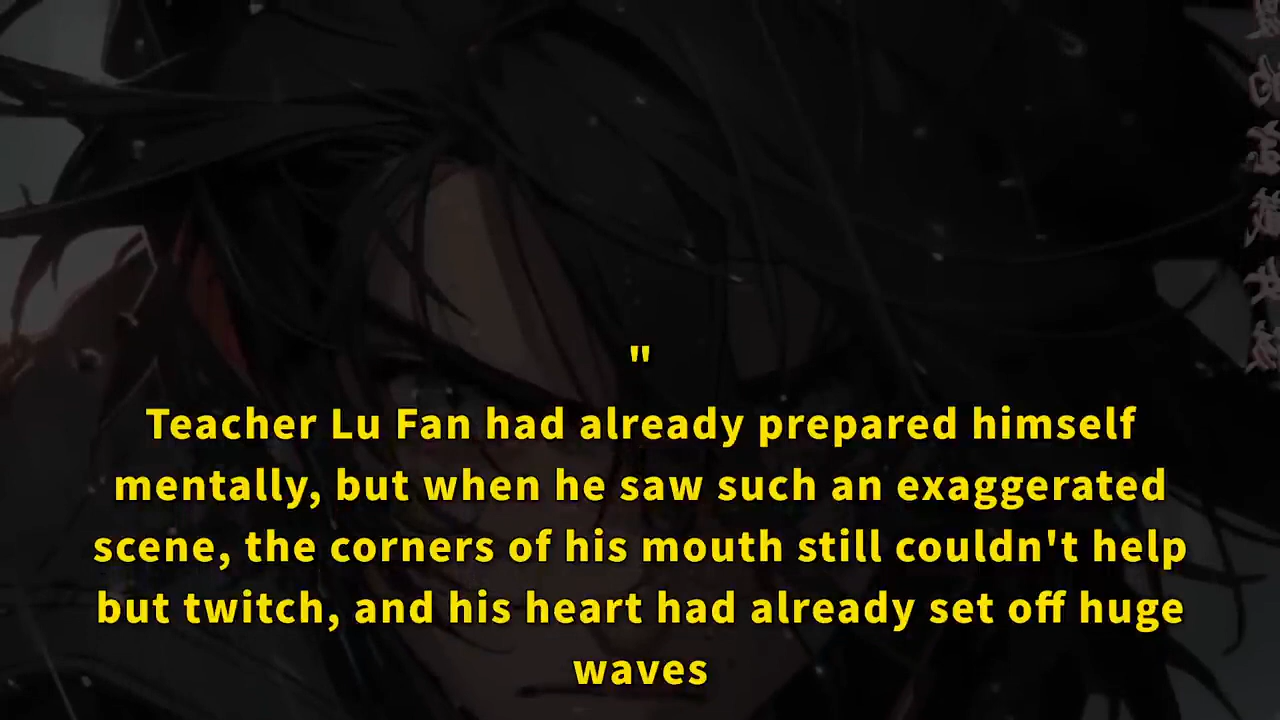 "
Teacher Lu Fan had already prepared himself
mentally, but when he saw such an exaggerated
scene, the corners of his mouth still couldn't help
but twitch, and his heart had already set off huge
waves